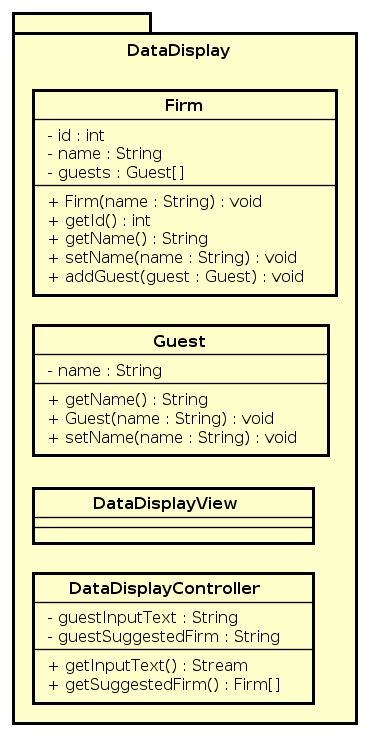 DataDisplay
Firm
- id : int
- name : String
- guests : Guest[]
+ Firm(name : String) : void
+ getId() : int
+ getName() : String
+ setName(name : String) : void
+ addGuest(guest : Guest) : void
Guest
- name : String
+ getName() : String
+ Guest(name : String) : void
+ setName(name : String) : void
DataDisplayView
DataDisplayController
- guestInputText : String
- guestSuggestedFirm : String
+ getInputText() : Stream
+ getSuggestedFirm() : Firm[]